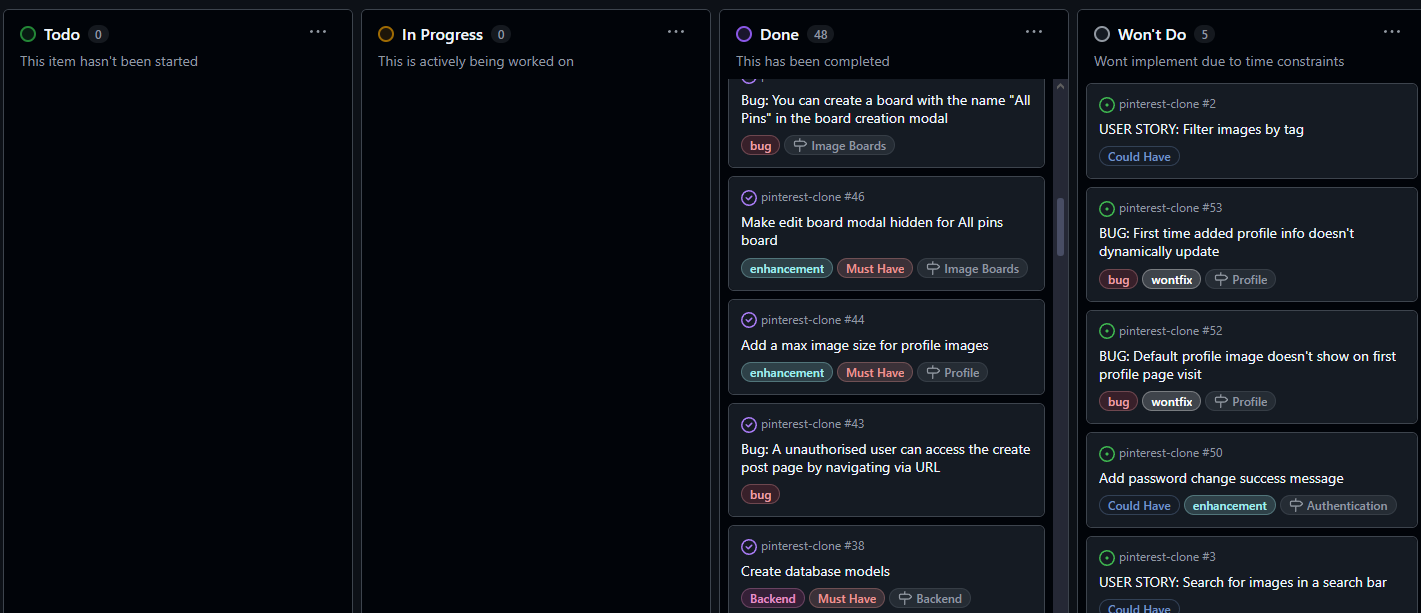 Todo 0
This item hasn't been started
In Progress 0
This is actively being worked on
Done 48
This has been completed
Bug: You can create a board with the name "All
Pins" in the board creation modal
bug Image Boards
pinterest-clone #46
Make edit board modal hidden for All pins
board
enhancement Must Have Image Boards
pinterest-clone #44
Add a max image size for profile images
enhancement Must Have Profile
pinterest-clone #43
Bug: A unauthorised user can access the create
post page by navigating via URL
bug
pinterest-clone #38
Create database models
Backend Must Have Backend
Won't Do 5
Wont implement due to time constraints
pinterest-clone #2
USER STORY: Filter images by tag
Could Have
pinterest-clone #53
BUG: First time added profile info doesn't
dynamically update
bug wontfix Profile
pinterest-clone #52
BUG: Default profile image doesn't show on first
profile page visit
bug wontfix Profile
pinterest-clone #50
Add password change success message
Could Have enhancement Authentication
pinterest-clone #3
USER STORY: Search for images in a search bar
Could Have